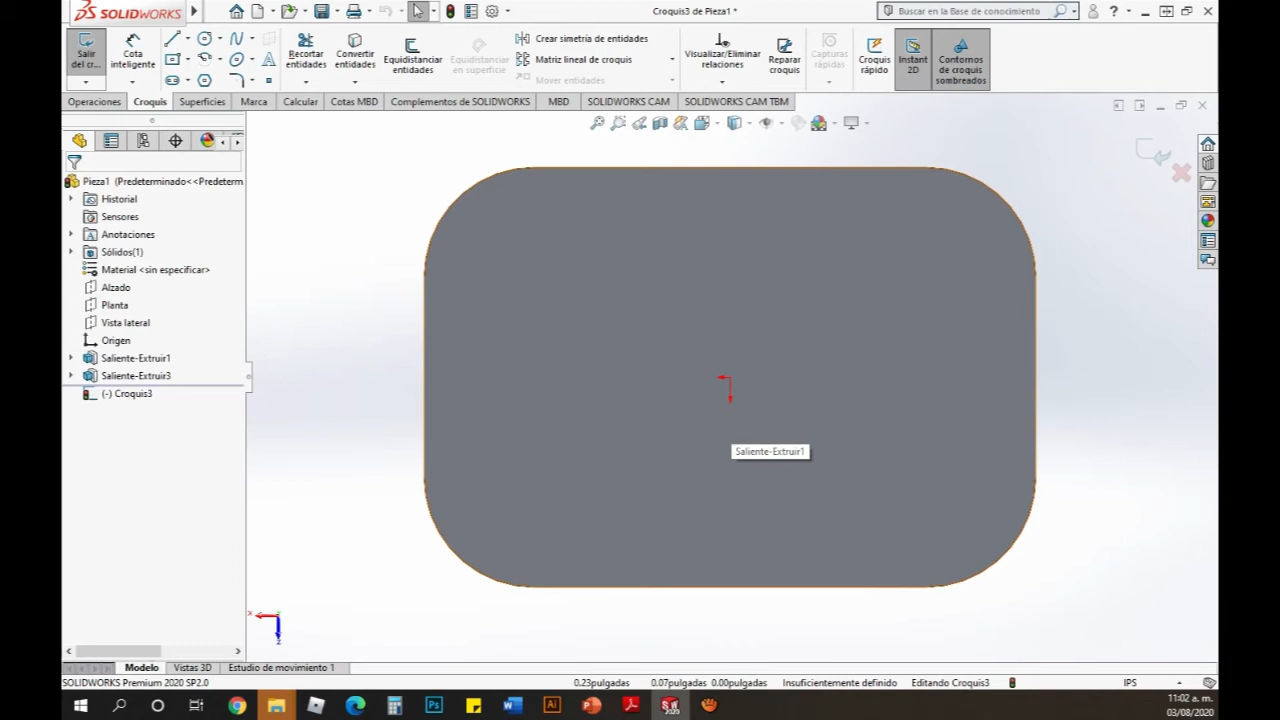 SOLIDWORKS
Croquis3 de Pieza1 *
Buscar en la Base de conocimiento
Salir del cr...
Cota inteligente
Recortar entidades
Convertir entidades
Equidistanciar entidades
Equidistanciar en superficie
Crear simetría de entidades
Matriz lineal de croquis
Mover entidades
Visualizar/Eliminar relaciones
Reparar croquis
Capturas rápidas
Croquis rápido
Instant 2D
Contornos de croquis sombreados
Operaciones
Croquis
Superficies
Marca
Calcular
Cotas MBD
Complementos de SOLIDWORKS
MBD
SOLIDWORKS CAM
SOLIDWORKS CAM TBM
Pieza1 (Predeterminado<<Predeterm
Historial
Sensores
Anotaciones
Sólidos(1)
Material <sin especificar>
Alzado
Planta
Vista lateral
Origen
Saliente-Extruir1
Saliente-Extruir3
(-) Croquis3
Saliente-Extruir1
X
Z
Modelo
Vistas 3D
Estudio de movimiento 1
SOLIDWORKS Premium 2020 SP2.0
0.23pulgadas
0.07pulgadas
0.00pulgadas
Insuficientemente definido
Editando Croquis3
IPS
11:02 a. m.
03/08/2020